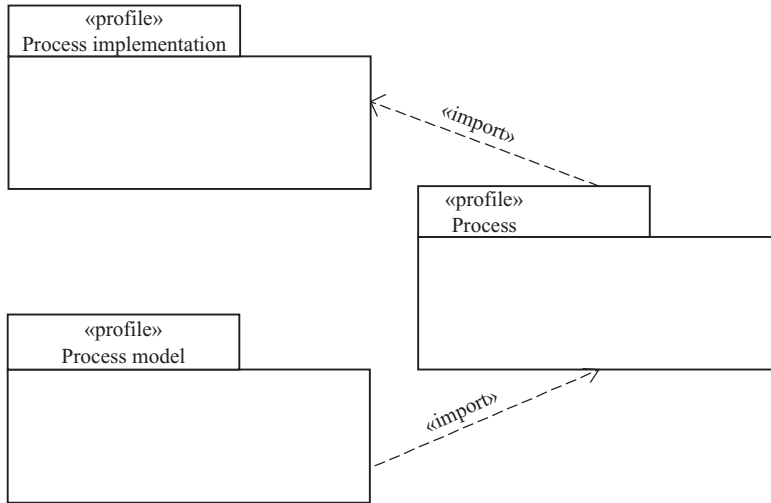 «profile»
Process implementation
«import»
«profile»
Process
«profile»
Process model
«import»